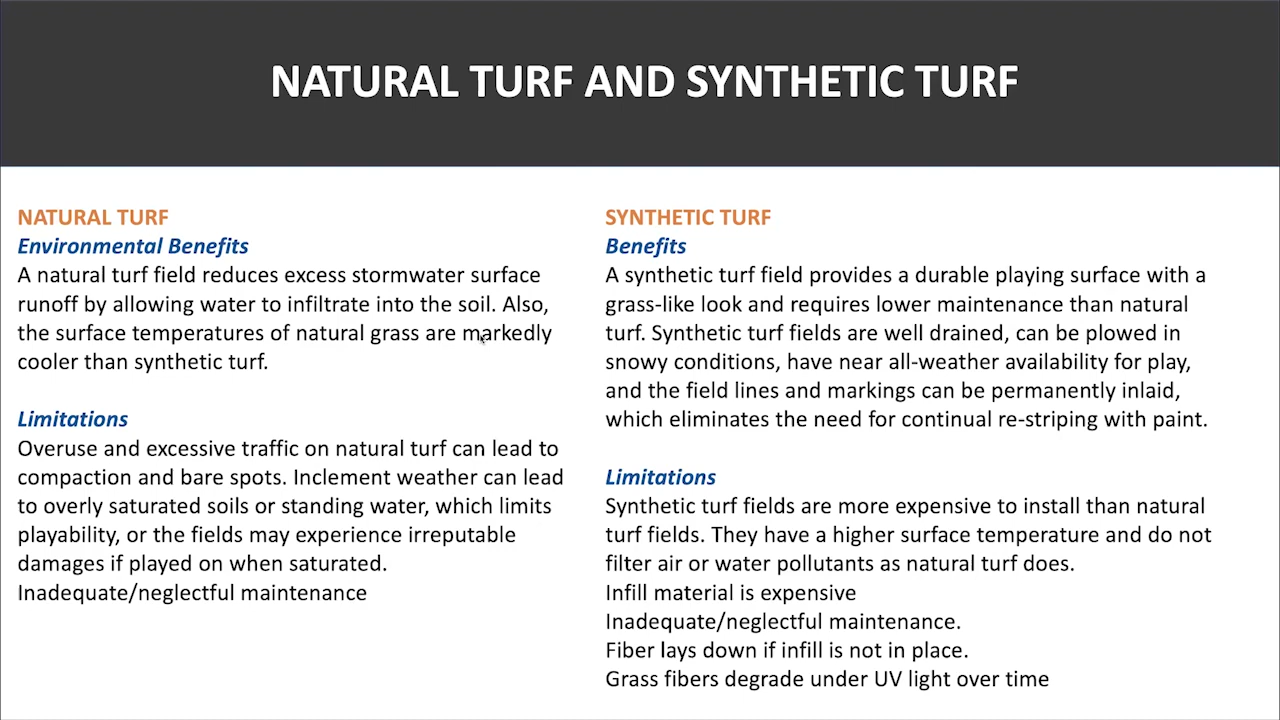 NATURAL TURF AND SYNTHETIC TURF
NATURAL TURF
Environmental Benefits
A natural turf field reduces excess stormwater surface
runoff by allowing water to infiltrate into the soil. Also,
the surface temperatures of natural grass are markedly
cooler than synthetic turf.
Limitations
Overuse and excessive traffic on natural turf can lead to
compaction and bare spots. Inclement weather can lead
to overly saturated soils or standing water, which limits
playability, or the fields may experience irreputable
damages if played on when saturated.
Inadequate/neglectful maintenance
SYNTHETIC TURF
Benefits
A synthetic turf field provides a durable playing surface with a
grass-like look and requires lower maintenance than natural
turf. Synthetic turf fields are well drained, can be plowed in
snowy conditions, have near all-weather availability for play,
and the field lines and markings can be permanently inlaid,
which eliminates the need for continual re-striping with paint.
Limitations
Synthetic turf fields are more expensive to install than natural
turf fields. They have a higher surface temperature and do not
filter air or water pollutants as natural turf does.
Infill material is expensive
Inadequate/neglectful maintenance.
Fiber lays down if infill is not in place.
Grass fibers degrade under UV light over time